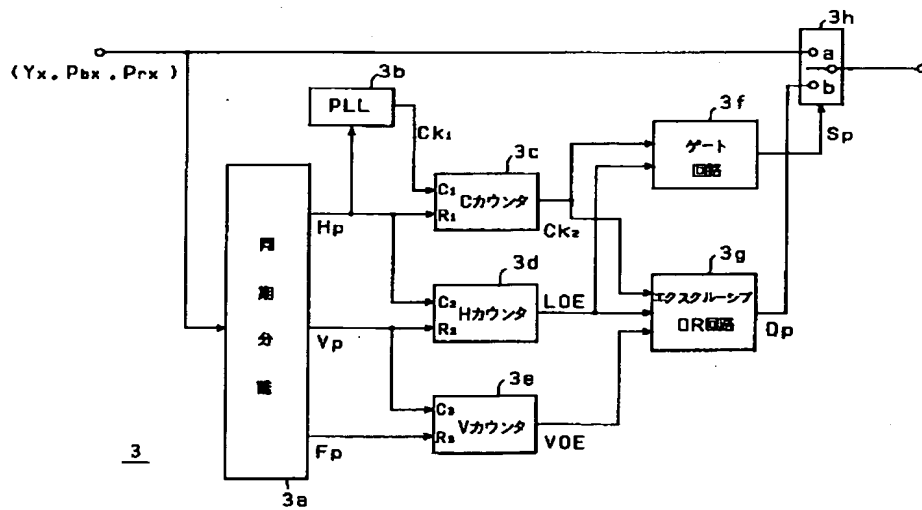 3h
a
(Yx．Pbx．Prx)
b
3b
PLL
Ck₁
3f
ゲート
回路
Sp
3c
C₁
R₁
Cカウンタ
Ck₂
Hp
同
期
分
離
3d
C₂
R₂
Hカウンタ
LOE
3g
エクスクルーシブ
OR回路
Dp
Vp
3e
C₃
R₃
Vカウンタ
VOE
Fp
3
3a